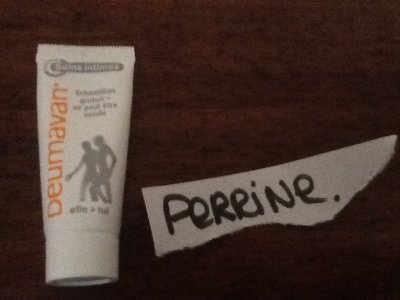 Soins intimes
Echantillon
gratuit -
ne peut être
vendu
Deumavan®
elle + lui
PERRiNE.